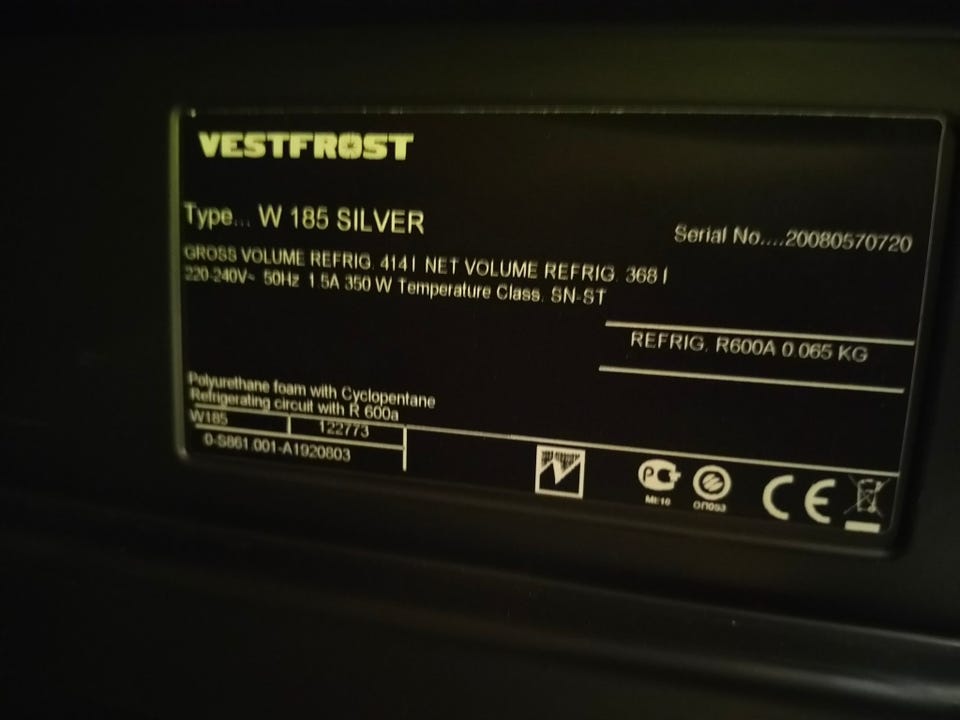 VESTFROST
Type... W 185 SILVER
Serial No....20080570720
GROSS VOLUME REFRIG. 414 l NET VOLUME REFRIG. 368 l
220-240V~ 50Hz 1.5A 350 W Temperature Class. SN-ST
REFRIG. R600A 0.065 KG
Polyurethane foam with Cyclopentane
Refrigerating circuit with R 600a
W185 122773
0-S861.001-A1920803
PC ME10 CE